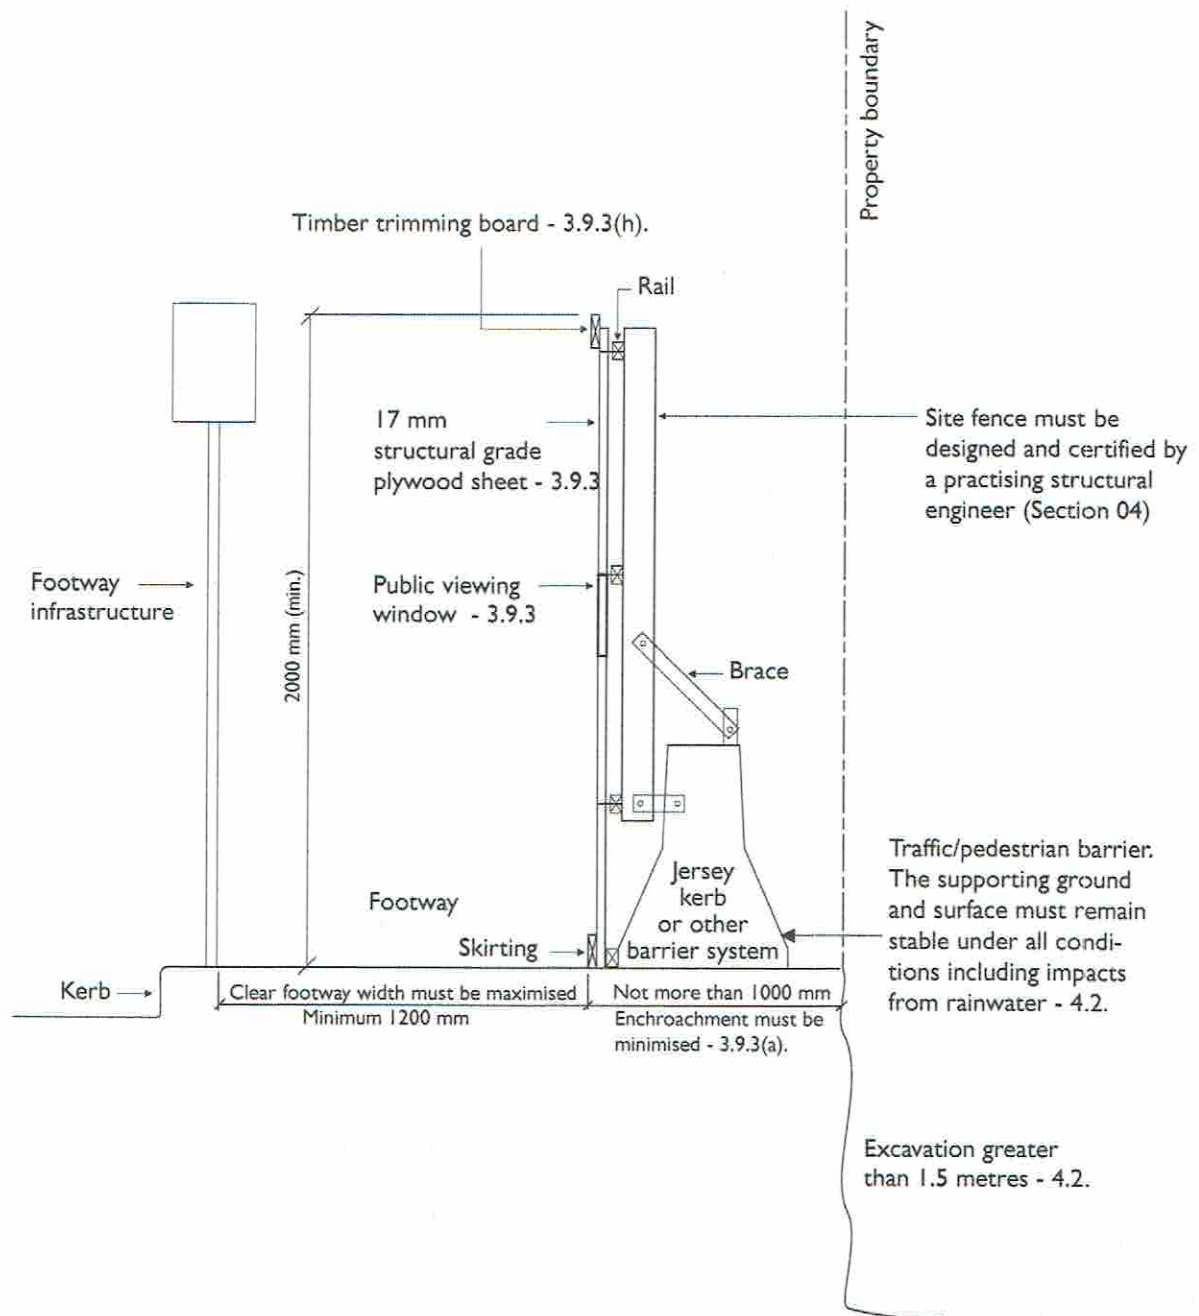 Property boundary
Timber trimming board - 3.9.3(h).
Rail
17 mm
structural grade
plywood sheet - 3.9.3
Site fence must be
designed and certified by
a practising structural
engineer (Section 04)
Footway
infrastructure
2000 mm (min.)
Public viewing
window - 3.9.3
Brace
Traffic/pedestrian barrier.
The supporting ground
and surface must remain
stable under all condi-
tions including impacts
from rainwater - 4.2.
Jersey
kerb
or other
barrier system
Footway
Skirting
Kerb
Clear footway width must be maximised
Minimum 1200 mm
Not more than 1000 mm
Enchroachment must be
minimised - 3.9.3(a).
Excavation greater
than 1.5 metres - 4.2.